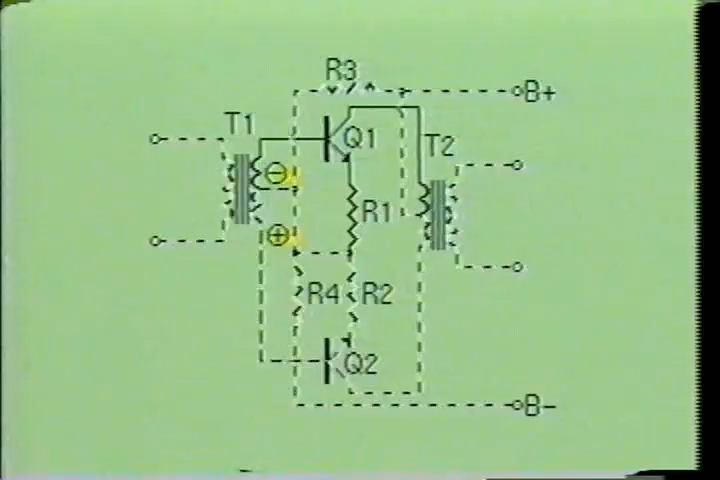 R3
B+
T1
Q1
T2
−
R1
+
R4
R2
Q2
B−